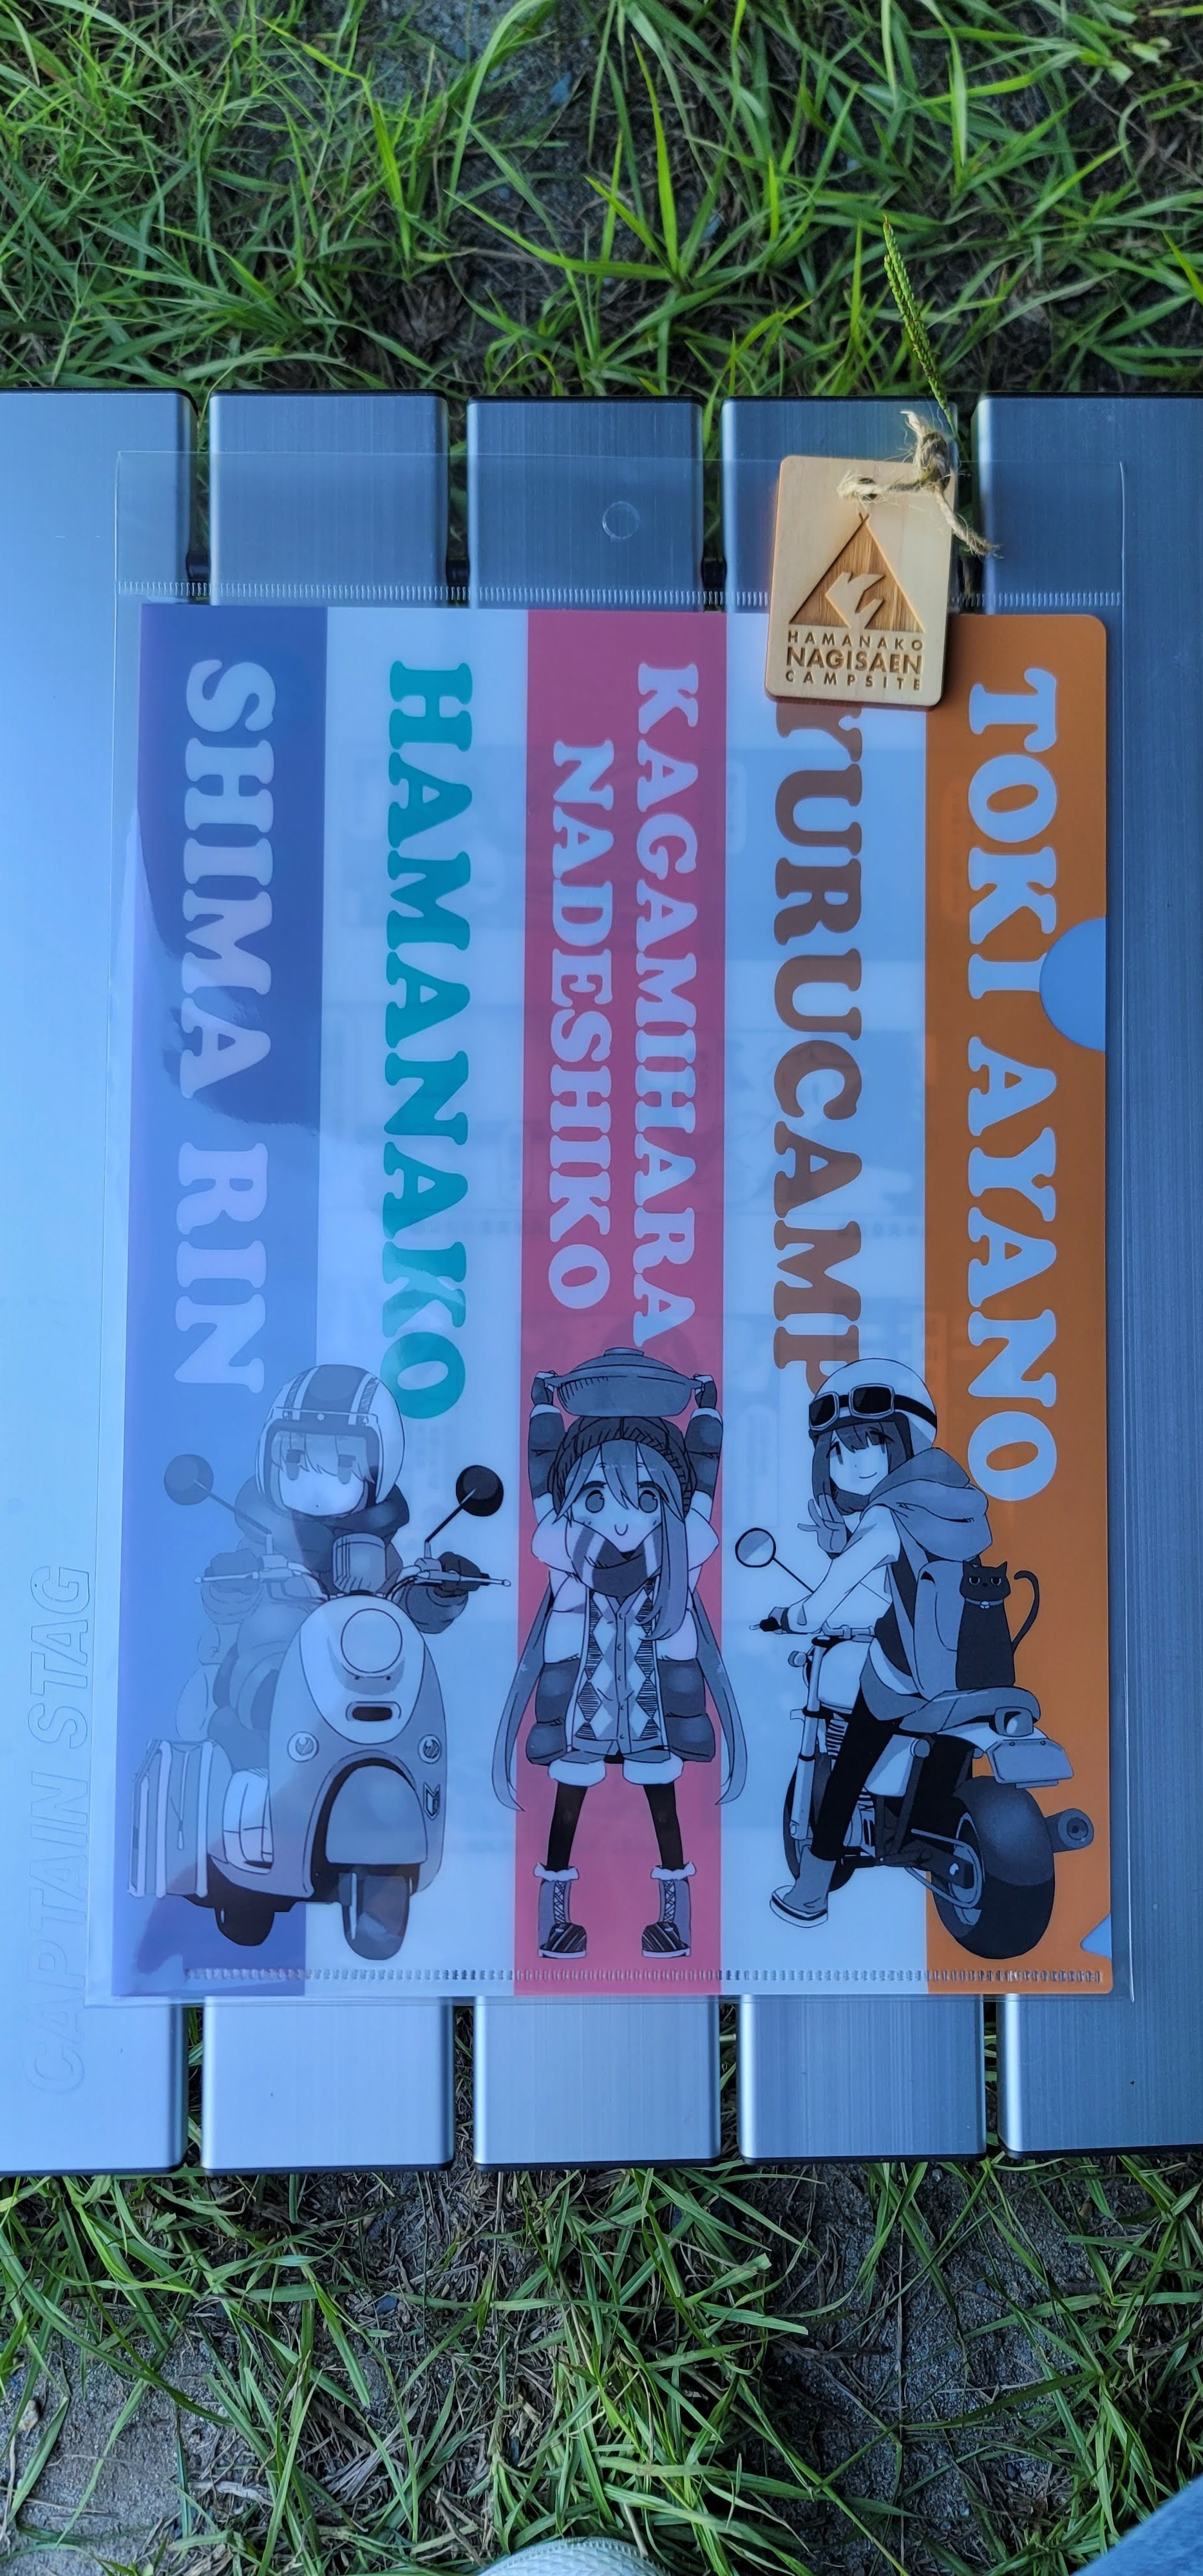 HAMANAKO
NAGISAEN
CAMPSITE
SHIMA RIN
HAMANAKO
KAGAMIHARA
NADESHIKO
YURUCAMP
TOKI AYANO
CAPTAIN STAG